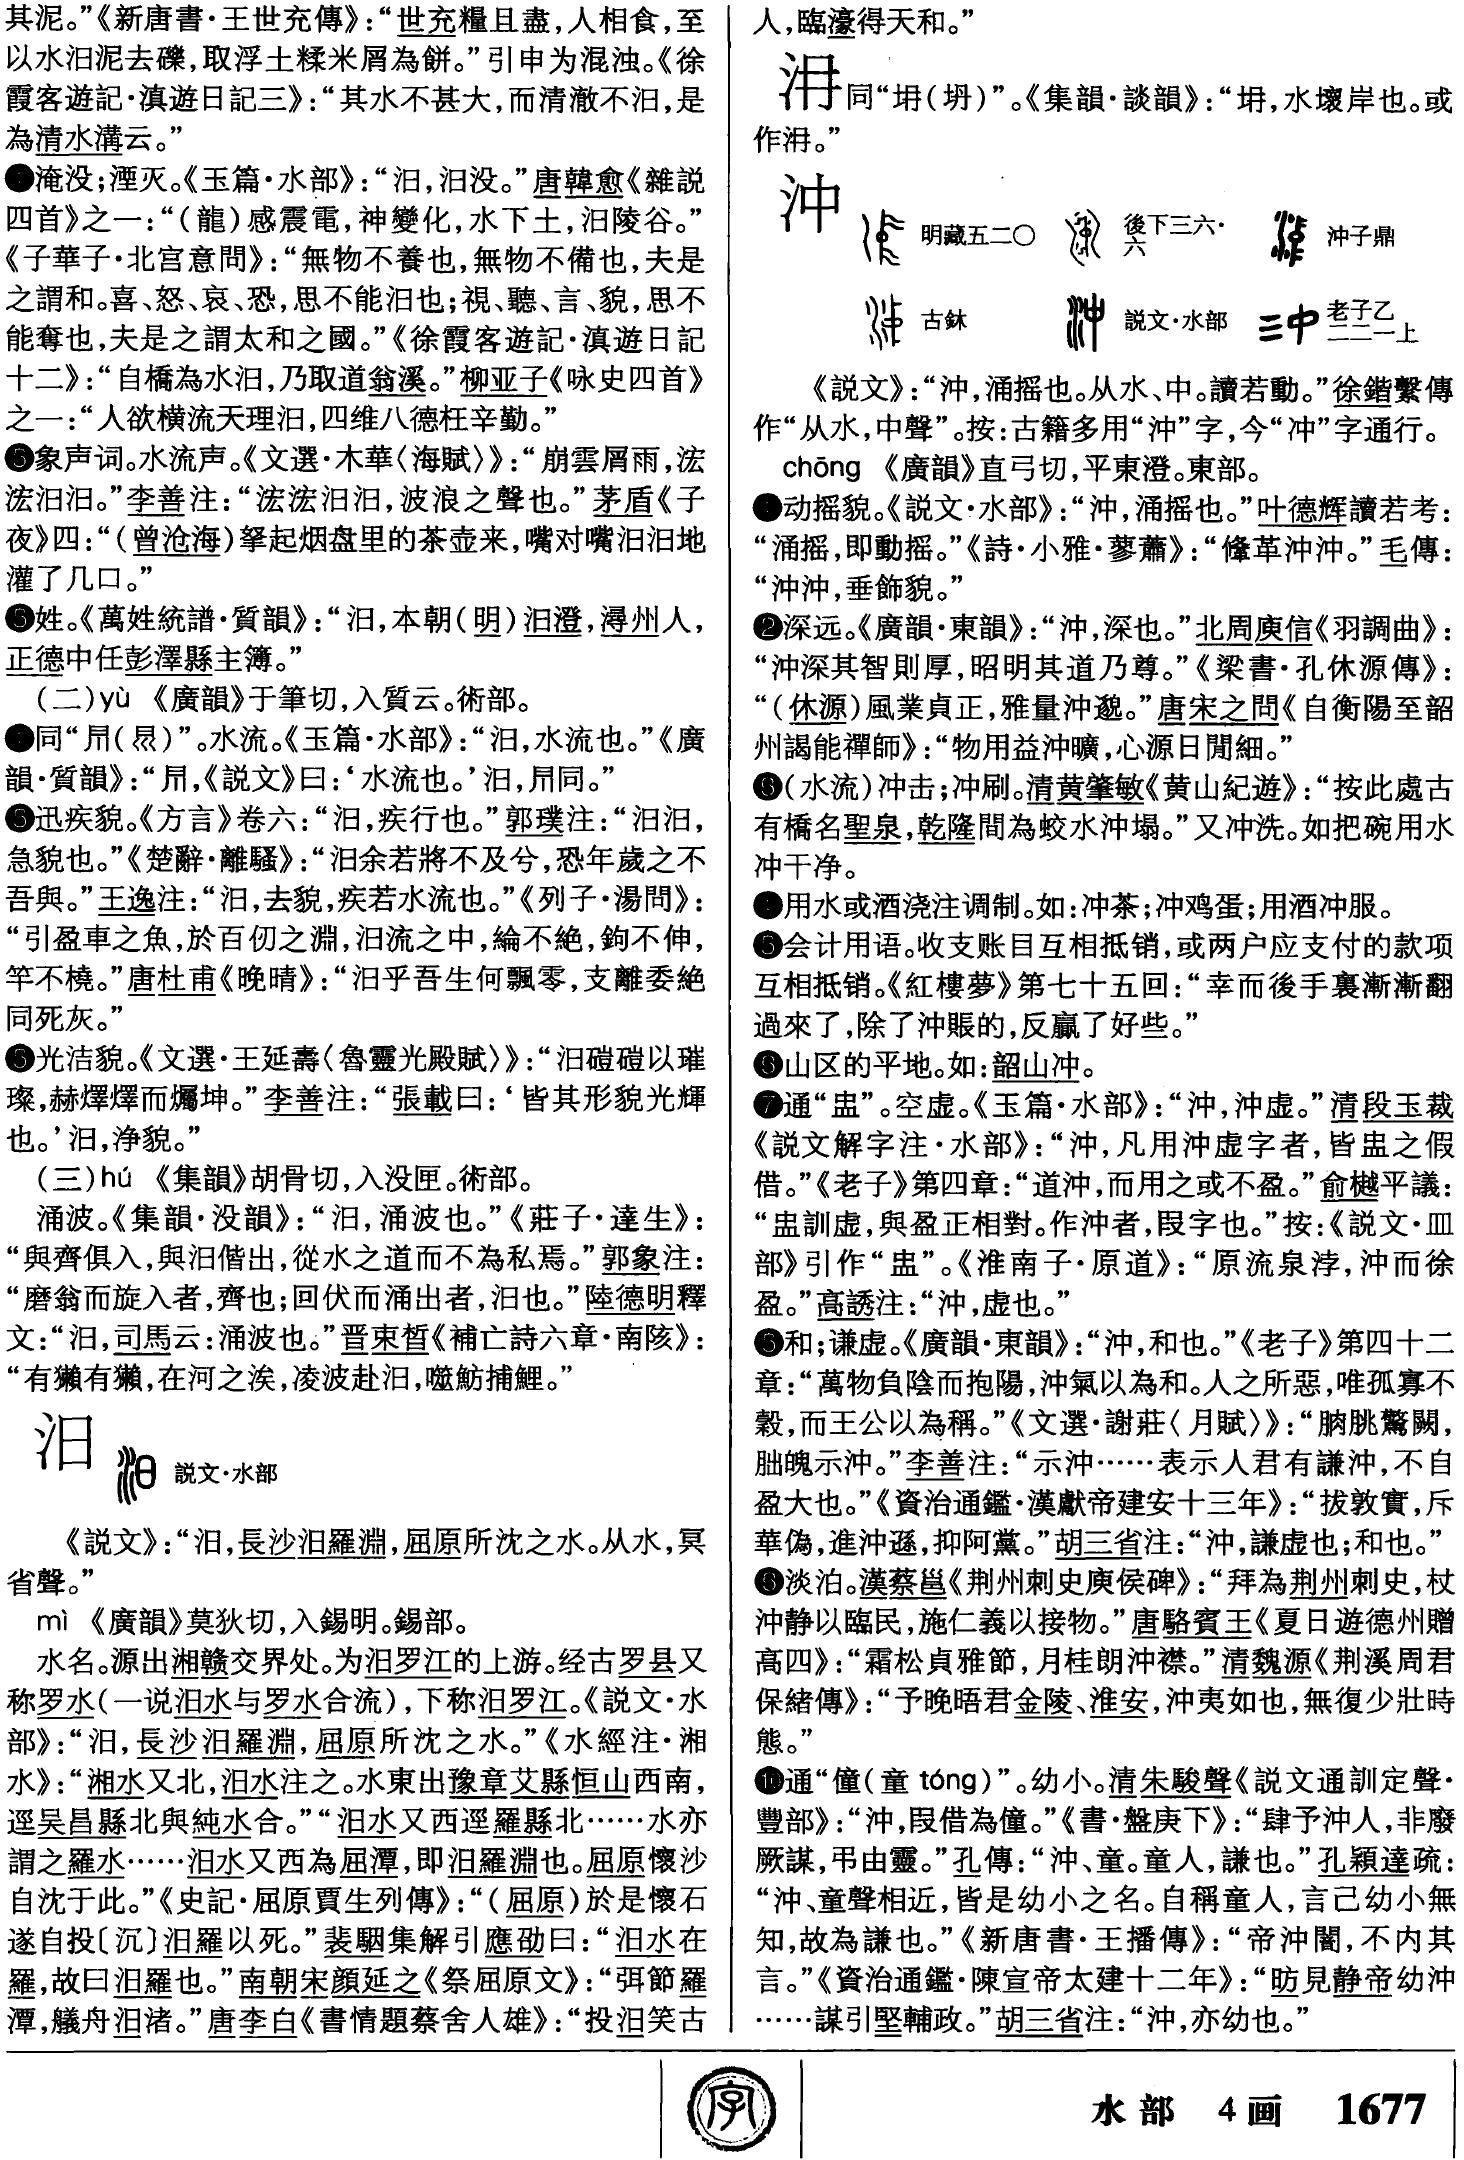 其泥。”《新唐書·王世充傳》：“世充糧且盡，人相食，至
以水汩泥去礫，取浮土糅米屑為餅。”引申为混浊。《徐
霞客遊記·滇遊日記三》：“其水不甚大，而清澈不汩，是
為清水溝云。”
淹没；湮灭。《玉篇·水部》：“汩，汩没。”唐韓愈《雜説
四首》之一：“（龍）感震電，神變化，水下土，汩陵谷。”
《子華子·北宫意問》：“無物不養也，無物不備也，夫是
之謂和。喜、怒、哀、恐，思不能汩也；視、聽、言、貌，思不
能奪也，夫是之謂太和之國。”《徐霞客遊記·滇遊日記
十二》：“自橋為水汩，乃取道翁溪。”柳亚子《咏史四首》
之一：“人欲横流天理汩，四维八德枉辛勤。”
❺象声词。水流声。《文選·木華〈海賦〉》：“崩雲屑雨，浤
浤汩汩。”李善注：“浤浤汩汩，波浪之聲也。”茅盾《子
夜》四：“（曾沧海）拏起烟盘里的茶壶来，嘴对嘴汩汩地
灌了几口。”
姓。《萬姓統譜·質韻》：“汩，本朝（明）汩澄，潯州人，
正德中任彭澤縣主簿。”
（二）yù 《廣韻》于筆切，入質云。術部。
同“𡿯（㬎）”。水流。《玉篇·水部》：“汩，水流也。”《廣
韻·質韻》：“𡿯，《説文》曰：‘水流也。’汩，𡿯同。”
迅疾貌。《方言》卷六：“汩，疾行也。”郭璞注：“汩汩，
急貌也。”《楚辭·離騷》：“汩余若將不及兮，恐年歲之不
吾與。”王逸注：“汩，去貌，疾若水流也。”《列子·湯問》：
“引盈車之魚，於百仞之淵，汩流之中，綸不絶，鉤不伸，
竿不橈。”唐杜甫《晚晴》：“汩乎吾生何飄零，支離委絶
同死灰。”
光洁貌。《文選·王延壽〈魯靈光殿賦〉》：“汩磑磑以璀
璨，赫燡燡而爥坤。”李善注：“張載曰：‘皆其形貌光輝
也。’汩，浄貌。”
（三）hú 《集韻》胡骨切，入没匣。術部。
涌波。《集韻·没韻》：“汩，涌波也。”《莊子·達生》：
“與齊俱入，與汩偕出，從水之道而不為私焉。”郭象注：
“磨翁而旋入者，齊也；回伏而涌出者，汩也。”陸德明釋
文：“汩，司馬云：涌波也。”晋束晳《補亡詩六章·南陔》：
“有獺有獺，在河之涘，凌波赴汩，噬魴捕鯉。”
汨
説文·水部
《説文》：“汨，長沙汨羅淵，屈原所沈之水。从水，冥
省聲。”
mì 《廣韻》莫狄切，入錫明。錫部。
水名。源出湘赣交界处。为汨罗江的上游。经古罗县又
称罗水（一说汨水与罗水合流），下称汨罗江。《説文·水
部》：“汨，長沙汨羅淵，屈原所沈之水。”《水經注·湘
水》：“湘水又北，汨水注之。水東出豫章艾縣恒山西南，
逕吴昌縣北與純水合。”“汨水又西逕羅縣北……水亦
謂之羅水……汨水又西為屈潭，即汨羅淵也。屈原懷沙
自沈于此。”《史記·屈原賈生列傳》：“（屈原）於是懷石
遂自投〔沉〕汨羅以死。”裴駰集解引應劭曰：“汨水在
羅，故曰汨羅也。”南朝宋顔延之《祭屈原文》：“弭節羅
潭，艤舟汨渚。”唐李白《書情題蔡舍人雄》：“投汨笑古
人，臨濠得天和。”
㳙
同“坍（坍）”。《集韻·談韻》：“坍，水壞岸也。或
作㳙。”
沖
明藏五二〇 後下三六·六 沖子鼎
古鉥 説文·水部 老子乙二二一上
《説文》：“沖，涌摇也。从水、中。讀若動。”徐鍇繫傳
作“从水，中聲”。按：古籍多用“沖”字，今“冲”字通行。
chōng 《廣韻》直弓切，平東澄。東部。
動摇貌。《説文·水部》：“沖，涌摇也。”叶德辉讀若考：
“涌摇，即動摇。”《詩·小雅·蓼蕭》：“鞗革沖沖。”毛傳：
“沖沖，垂飾貌。”
❷深远。《廣韻·東韻》：“沖，深也。”北周庾信《羽調曲》：
“沖深其智則厚，昭明其道乃尊。”《梁書·孔休源傳》：
“（休源）風業貞正，雅量沖邈。”唐宋之問《自衡陽至韶
州謁能禪師》：“物用益沖曠，心源日閒細。”
（水流）冲击；冲刷。清黄肇敏《黄山紀遊》：“按此處古
有橋名聖泉，乾隆間為蛟水沖塌。”又冲洗。如把碗用水
冲干净。
用水或酒浇注调制。如：冲茶；冲鸡蛋；用酒冲服。
❺会计用语。收支账目互相抵销，或两户应支付的款项
互相抵销。《紅樓夢》第七十五回：“幸而後手裏漸漸翻
過來了，除了沖賬的，反贏了好些。”
❻山区的平地。如：韶山冲。
❼通“盅”。空虚。《玉篇·水部》：“沖，沖虚。”清段玉裁
《説文解字注·水部》：“沖，凡用沖虚字者，皆盅之假
借。”《老子》第四章：“道沖，而用之或不盈。”俞樾平議：
“盅訓虚，與盈正相對。作沖者，叚字也。”按：《説文·皿
部》引作“盅”。《淮南子·原道》：“原流泉浡，沖而徐
盈。”高誘注：“沖，虚也。”
和；谦虚。《廣韻·東韻》：“沖，和也。”《老子》第四十二
章：“萬物負陰而抱陽，沖氣以為和。人之所惡，唯孤寡不
穀，而王公以為稱。”《文選·謝莊〈月賦〉》：“朒脁驚闕，
朏魄示沖。”李善注：“示沖……表示人君有謙沖，不自
盈大也。”《資治通鑑·漢獻帝建安十三年》：“拔敦實，斥
華偽，進沖遜，抑阿黨。”胡三省注：“沖，謙虚也；和也。”
淡泊。漢蔡邕《荆州刺史庾侯碑》：“拜為荆州刺史，杖
沖静以臨民，施仁義以接物。”唐駱賓王《夏日遊德州贈
高四》：“霜松貞雅節，月桂朗沖襟。”清魏源《荆溪周君
保緒傳》：“予晚晤君金陵、淮安，沖夷如也，無復少壯時
態。”
❿通“僮（童tóng）”。幼小。清朱駿聲《説文通訓定聲·
豐部》：“沖，叚借為僮。”《書·盤庚下》：“肆予沖人，非廢
厥謀，弔由靈。”孔傳：“沖、童。童人，謙也。”孔穎達疏：
“沖、童聲相近，皆是幼小之名。自稱童人，言己幼小無
知，故為謙也。”《新唐書·王播傳》：“帝沖闇，不内其
言。”《資治通鑑·陳宣帝太建十二年》：“昉見静帝幼沖
……謀引堅輔政。”胡三省注：“沖，亦幼也。”
字
水部 4画 1677